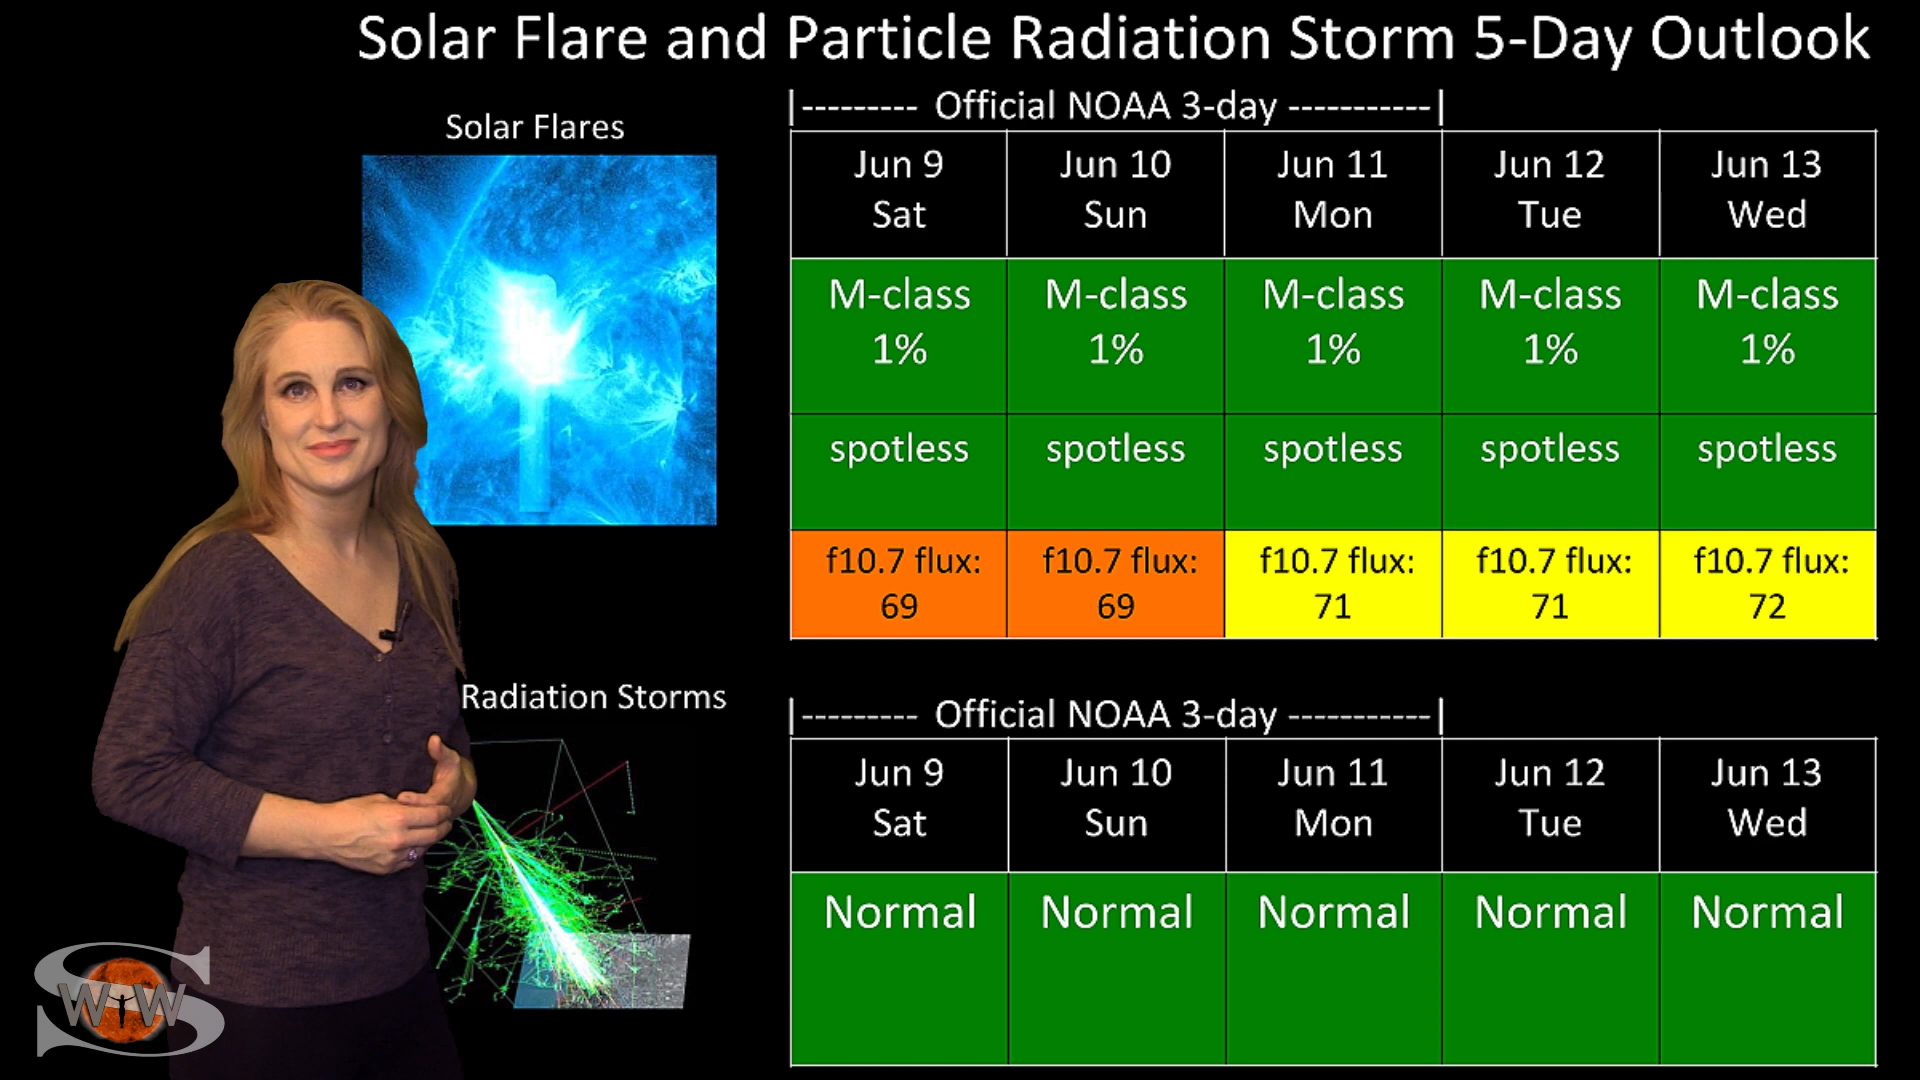 Solar Flare and Particle Radiation Storm 5-Day Outlook
Solar Flares
|--------- Official NOAA 3-day -----------|
Jun 9 Jun 10 Jun 11 Jun 12 Jun 13
Sat Sun Mon Tue Wed
M-class M-class M-class M-class M-class
1% 1% 1% 1% 1%
spotless spotless spotless spotless spotless
f10.7 flux: f10.7 flux: f10.7 flux: f10.7 flux: f10.7 flux:
69 69 71 71 72
Radiation Storms
|--------- Official NOAA 3-day -----------|
Jun 9 Jun 10 Jun 11 Jun 12 Jun 13
Sat Sun Mon Tue Wed
Normal Normal Normal Normal Normal
S
WTW